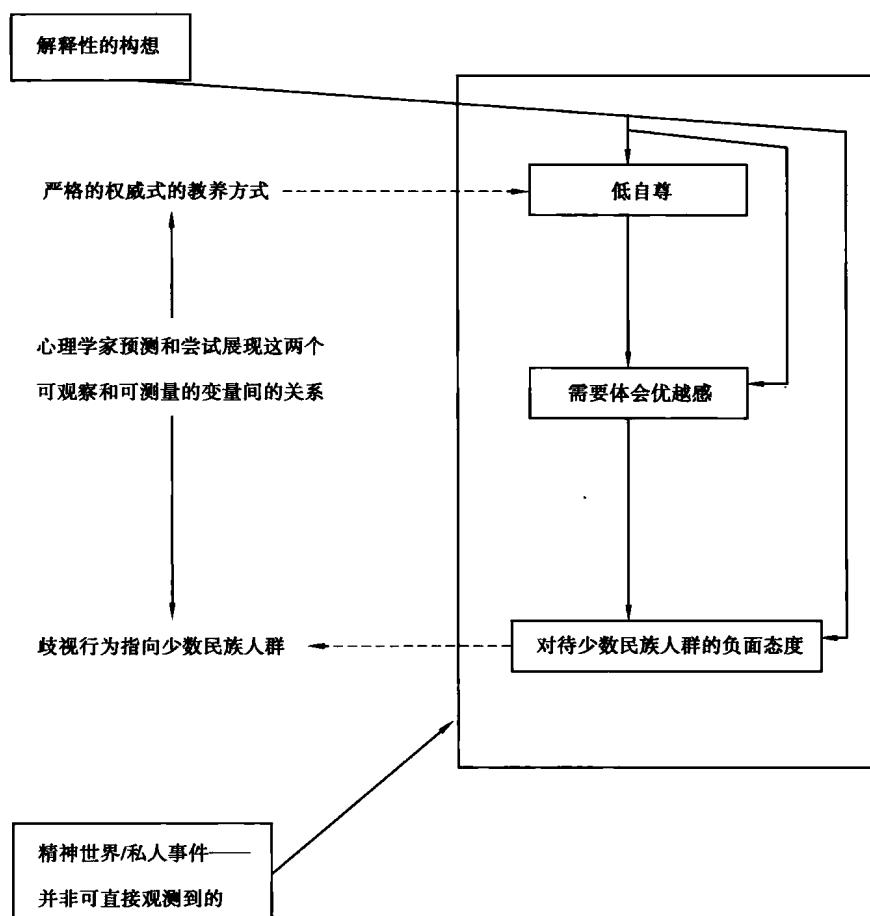 解释性的构想
严格的权威式的教养方式
低自尊
心理学家预测和尝试展现这两个
可观察和可测量的变量间的关系
需要体会优越感
歧视行为指向少数民族人群
对待少数民族人群的负面态度
精神世界/私人事件——
并非可直接观测到的